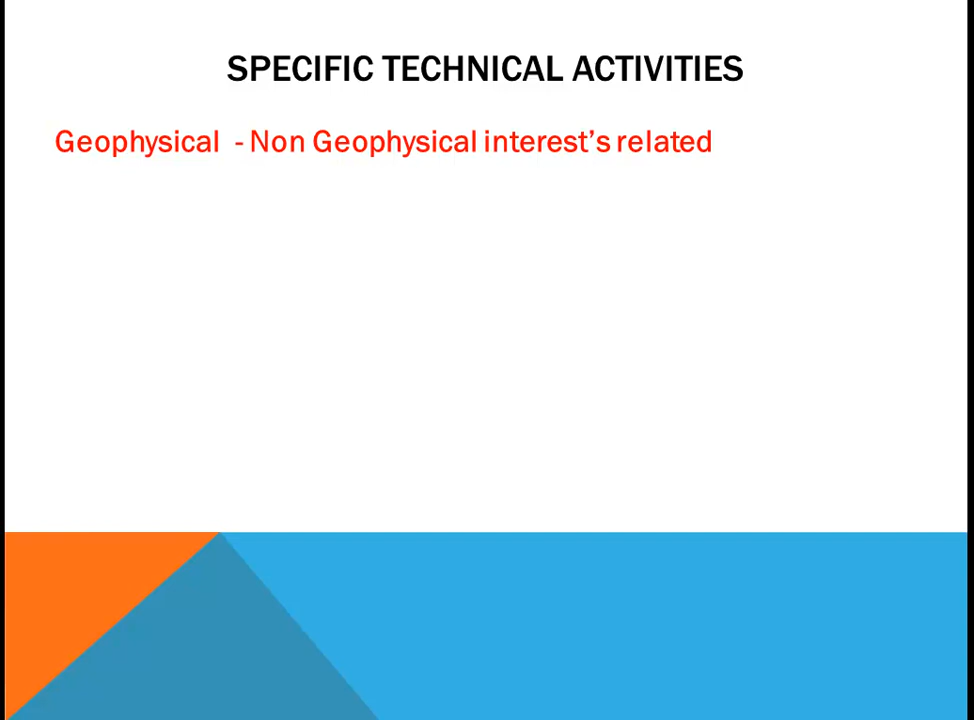 SPECIFIC TECHNICAL ACTIVITIES
Geophysical - Non Geophysical interest’s related